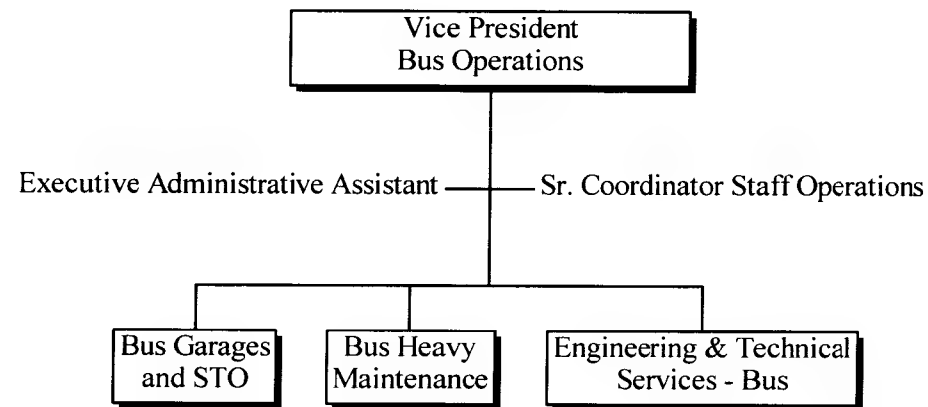 Vice President
Bus Operations
Executive Administrative Assistant
Sr. Coordinator Staff Operations
Bus Garages
and STO
Bus Heavy
Maintenance
Engineering & Technical
Services - Bus